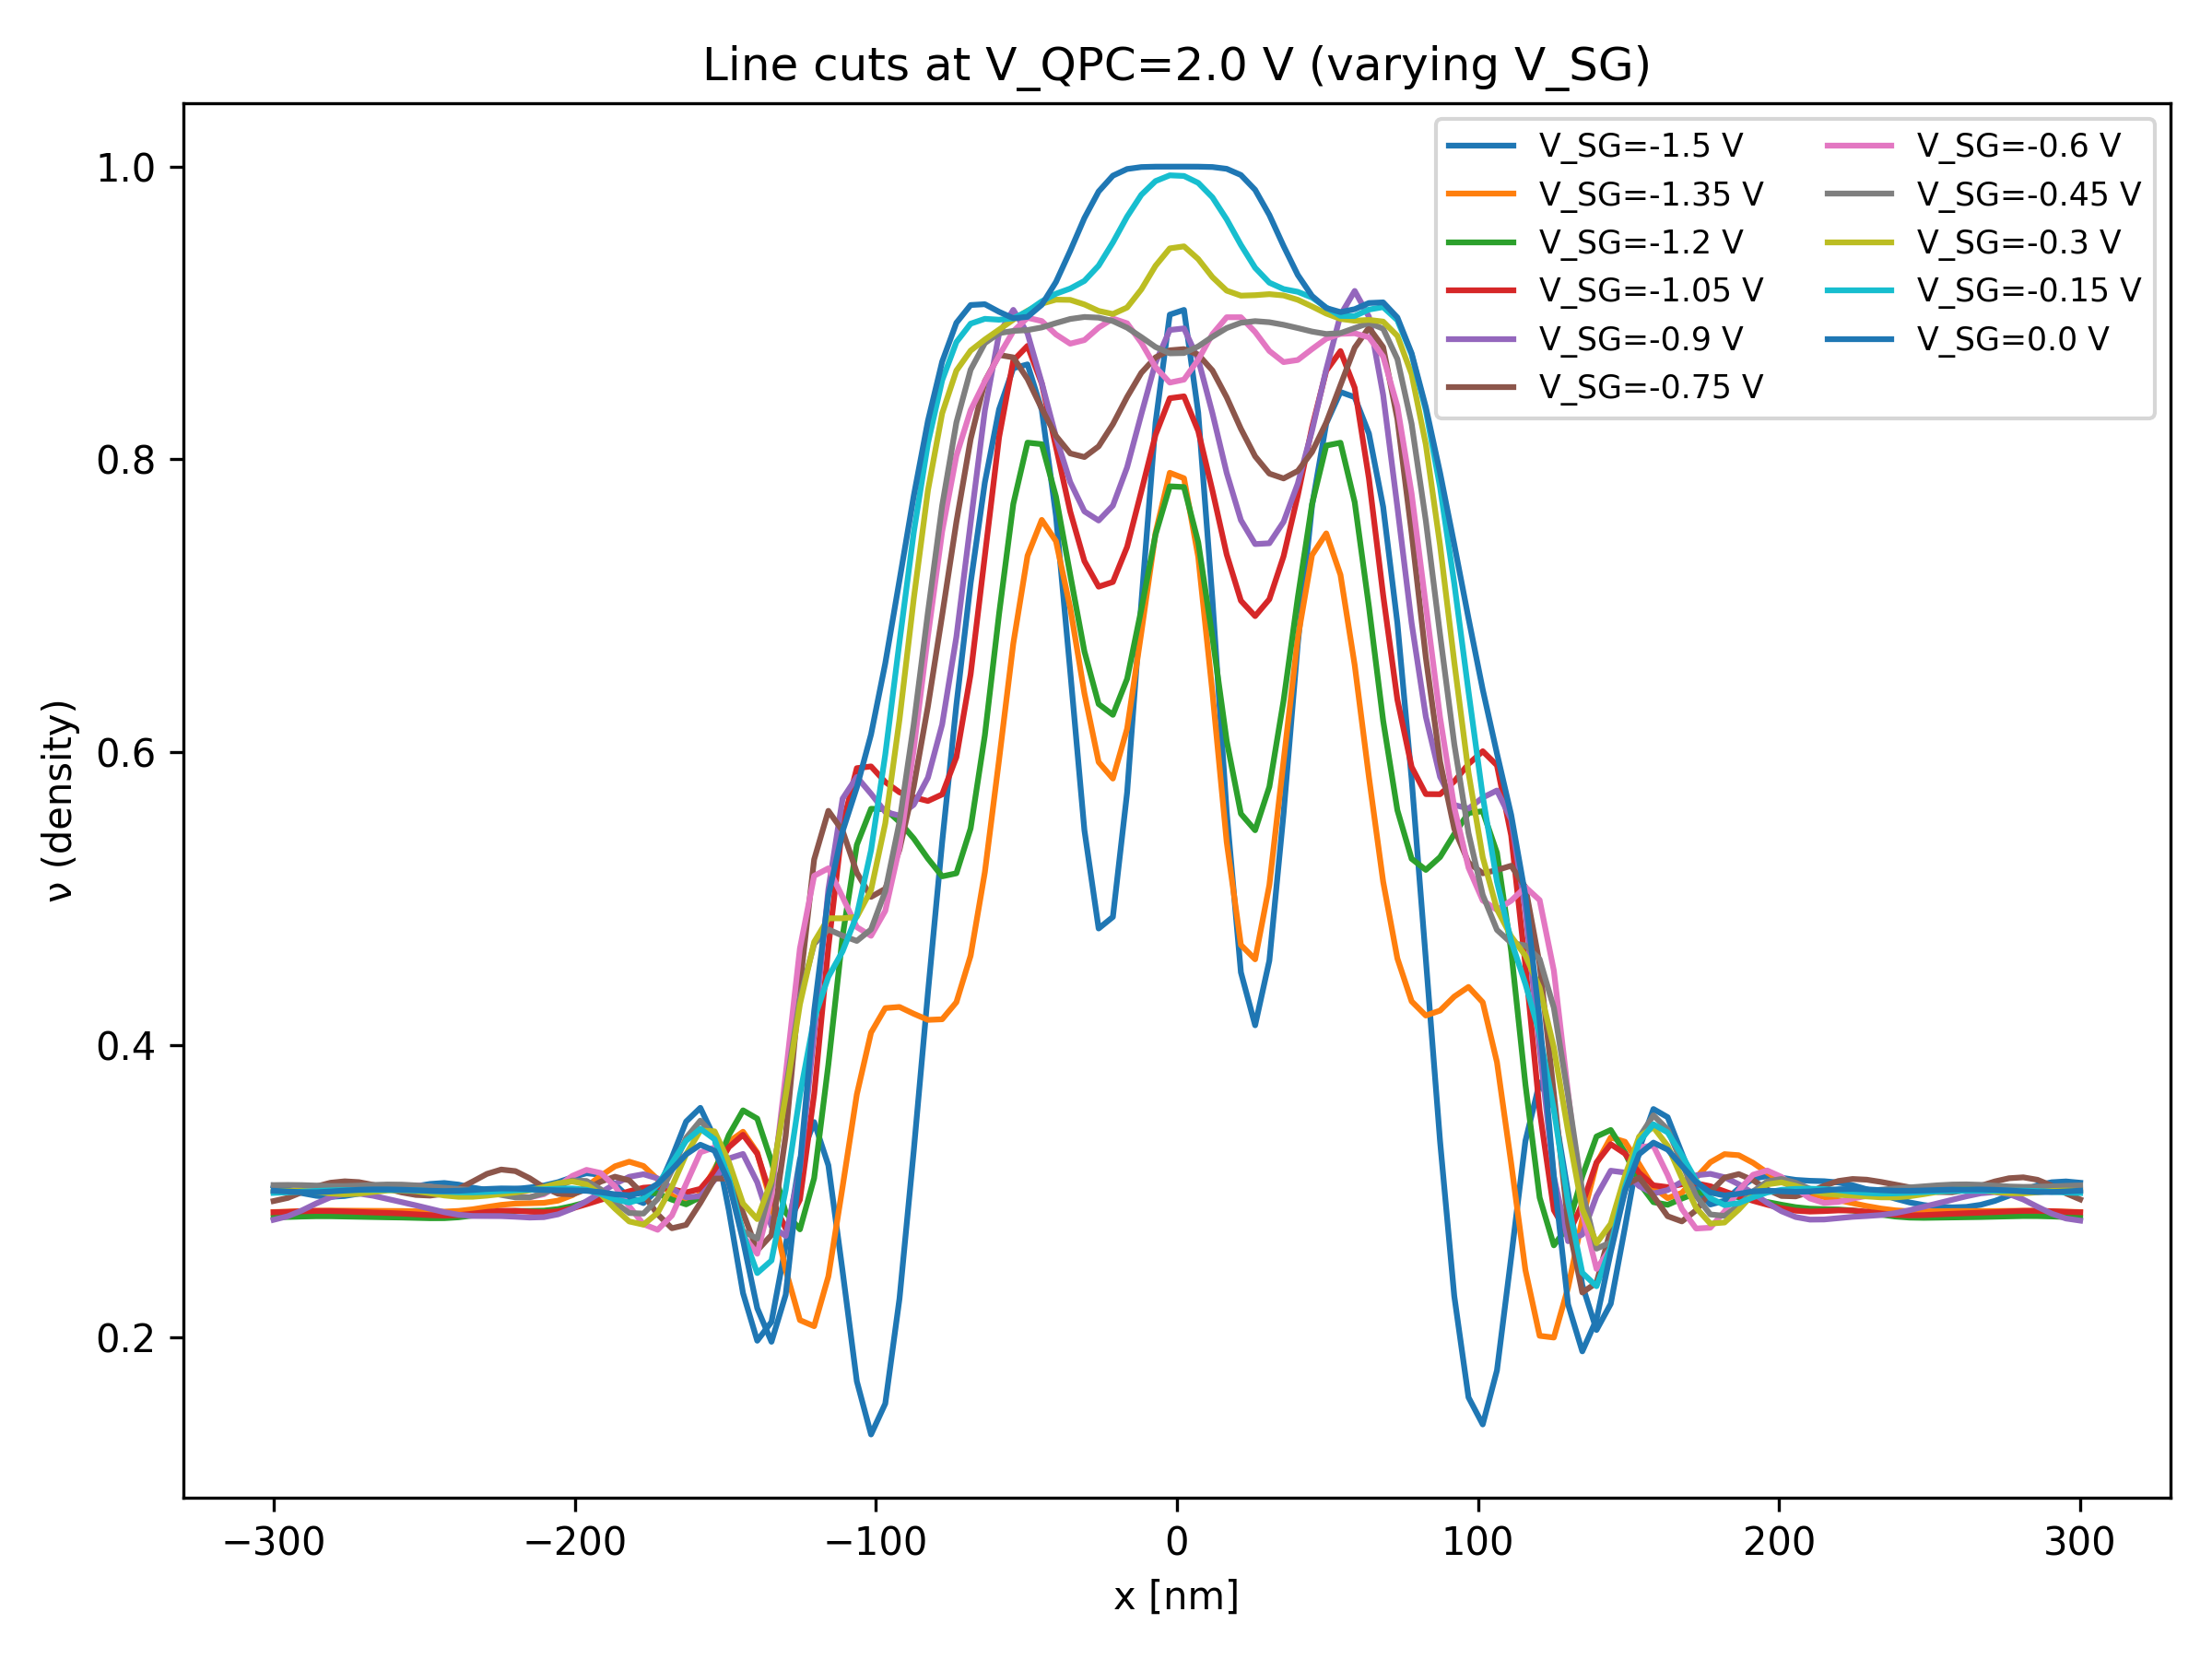 Line cuts at V_QPC=2.0 V (varying V_SG)
V_SG=-1.5 V
V_SG=-1.35 V
V_SG=-1.2 V
V_SG=-1.05 V
V_SG=-0.9 V
V_SG=-0.75 V
V_SG=-0.6 V
V_SG=-0.45 V
V_SG=-0.3 V
V_SG=-0.15 V
V_SG=0.0 V
1.0
0.8
0.6
0.4
0.2
ν (density)
−300
−200
−100
0
100
200
300
x [nm]